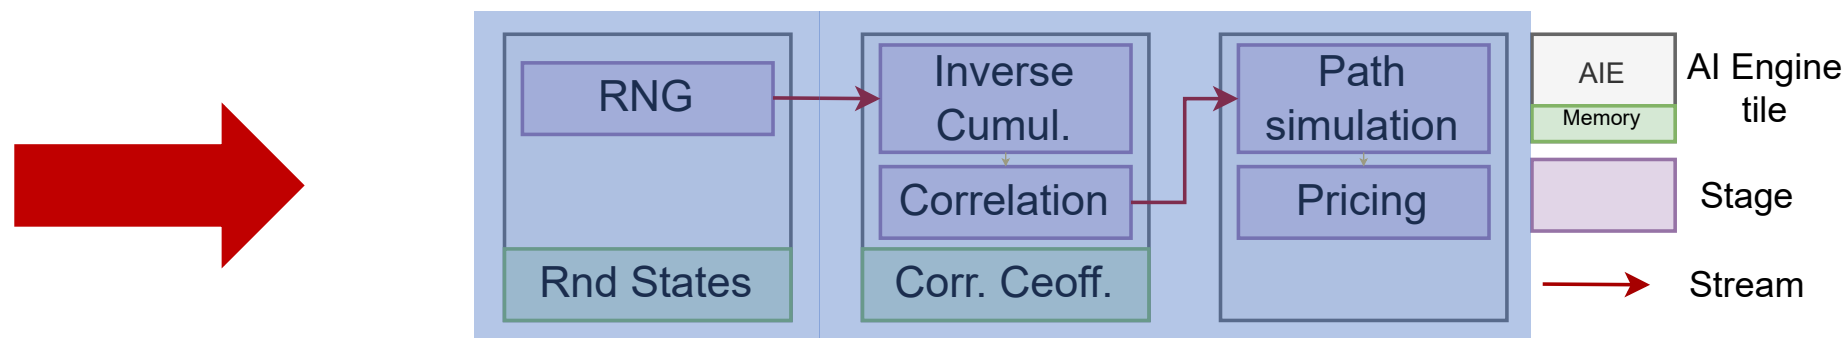 RNG
Rnd States
Inverse
Cumul.
Correlation
Corr. Ceoff.
Path
simulation
Pricing
AIE
Memory
AI Engine
tile
Stage
Stream